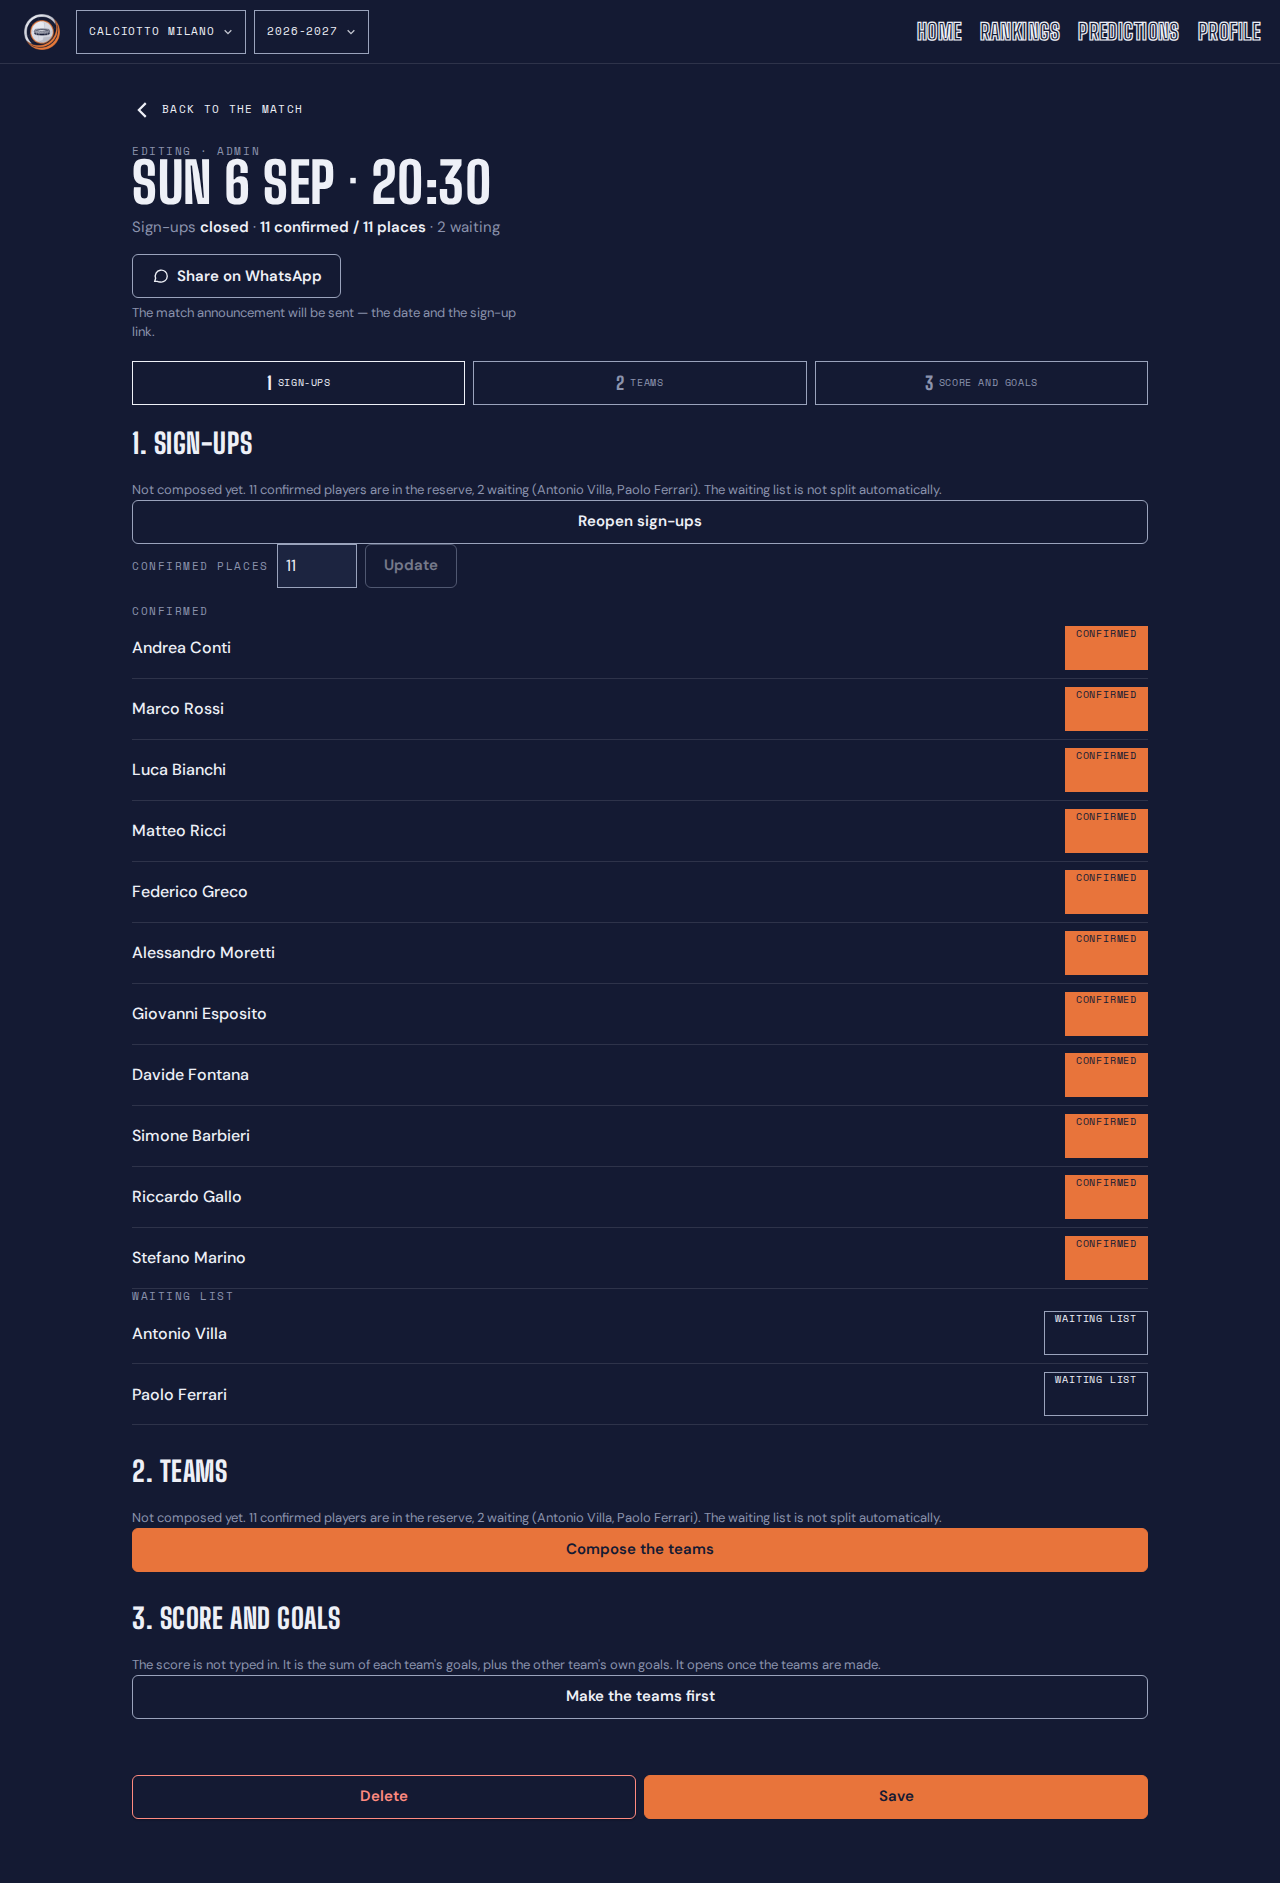 CALCIOTTO MILANO
2026-2027
HOME
RANKINGS
PREDICTIONS
PROFILE
BACK TO THE MATCH
EDITING · ADMIN
SUN 6 SEP · 20:30
Sign-ups closed · 11 confirmed / 11 places · 2 waiting
Share on WhatsApp
The match announcement will be sent — the date and the sign-up
link.
1 SIGN-UPS
2 TEAMS
3 SCORE AND GOALS
1. SIGN-UPS
Not composed yet. 11 confirmed players are in the reserve, 2 waiting (Antonio Villa, Paolo Ferrari). The waiting list is not split automatically.
Reopen sign-ups
CONFIRMED PLACES 11 Update
CONFIRMED
Andrea Conti CONFIRMED
Marco Rossi CONFIRMED
Luca Bianchi CONFIRMED
Matteo Ricci CONFIRMED
Federico Greco CONFIRMED
Alessandro Moretti CONFIRMED
Giovanni Esposito CONFIRMED
Davide Fontana CONFIRMED
Simone Barbieri CONFIRMED
Riccardo Gallo CONFIRMED
Stefano Marino CONFIRMED
WAITING LIST
Antonio Villa WAITING LIST
Paolo Ferrari WAITING LIST
2. TEAMS
Not composed yet. 11 confirmed players are in the reserve, 2 waiting (Antonio Villa, Paolo Ferrari). The waiting list is not split automatically.
Compose the teams
3. SCORE AND GOALS
The score is not typed in. It is the sum of each team's goals, plus the other team's own goals. It opens once the teams are made.
Make the teams first
Delete
Save